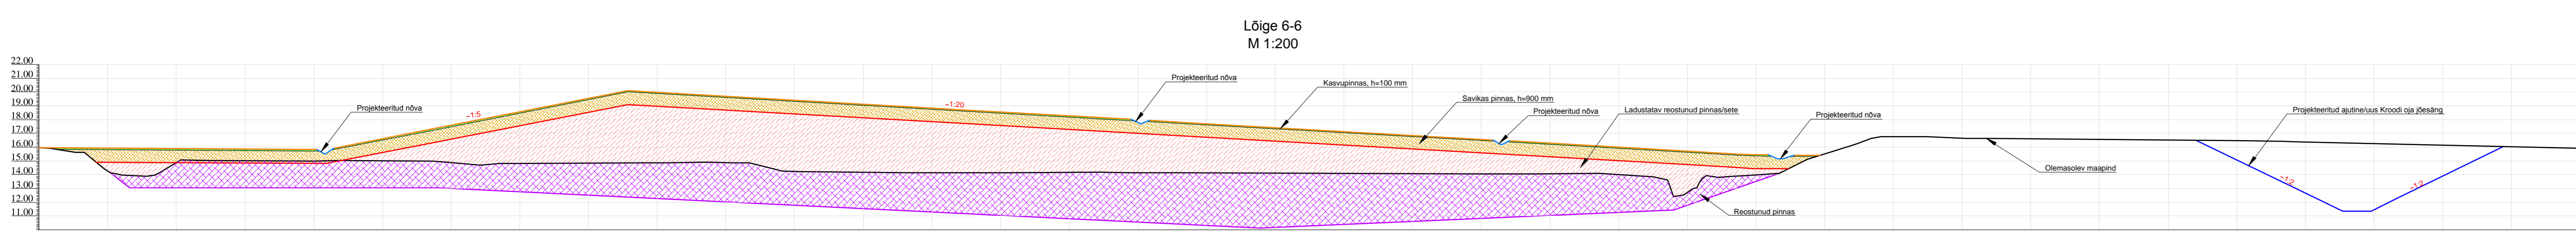 Lõige 6-6
M 1:200
22.00
21.00
20.00
19.00
18.00
17.00
16.00
15.00
14.00
13.00
12.00
11.00
Projekteeritud nõva
~1:5
~1:20
Projekteeritud nõva
Kasvupinnas, h=100 mm
Savikas pinnas, h=900 mm
Projekteeritud nõva
Ladustatav reostunud pinnas/sete
Projekteeritud nõva
Reostunud pinnas
Olemasolev maapind
Projekteeritud ajutine/uus Kroodi oja jõesäng
~1:2
~1:2